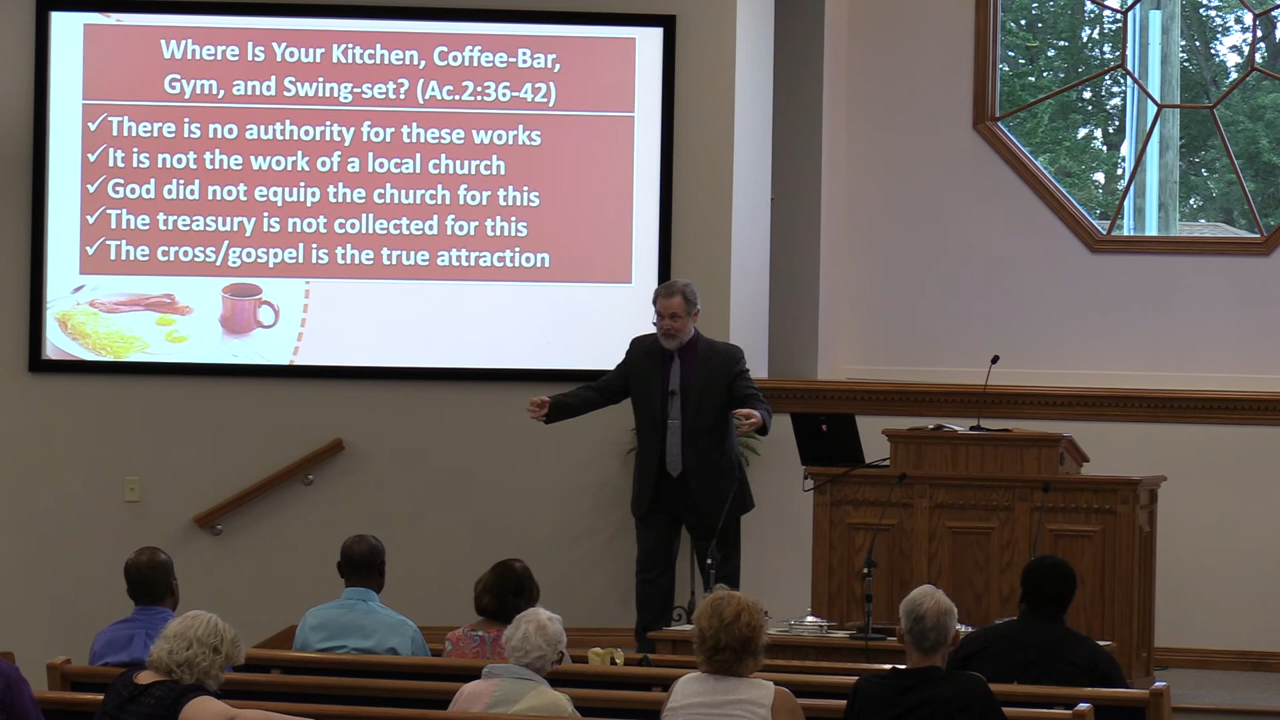 Where Is Your Kitchen, Coffee-Bar,
Gym, and Swing-set? (Ac.2:36-42)
✓There is no authority for these works
✓It is not the work of a local church
✓God did not equip the church for this
✓The treasury is not collected for this
✓The cross/gospel is the true attraction